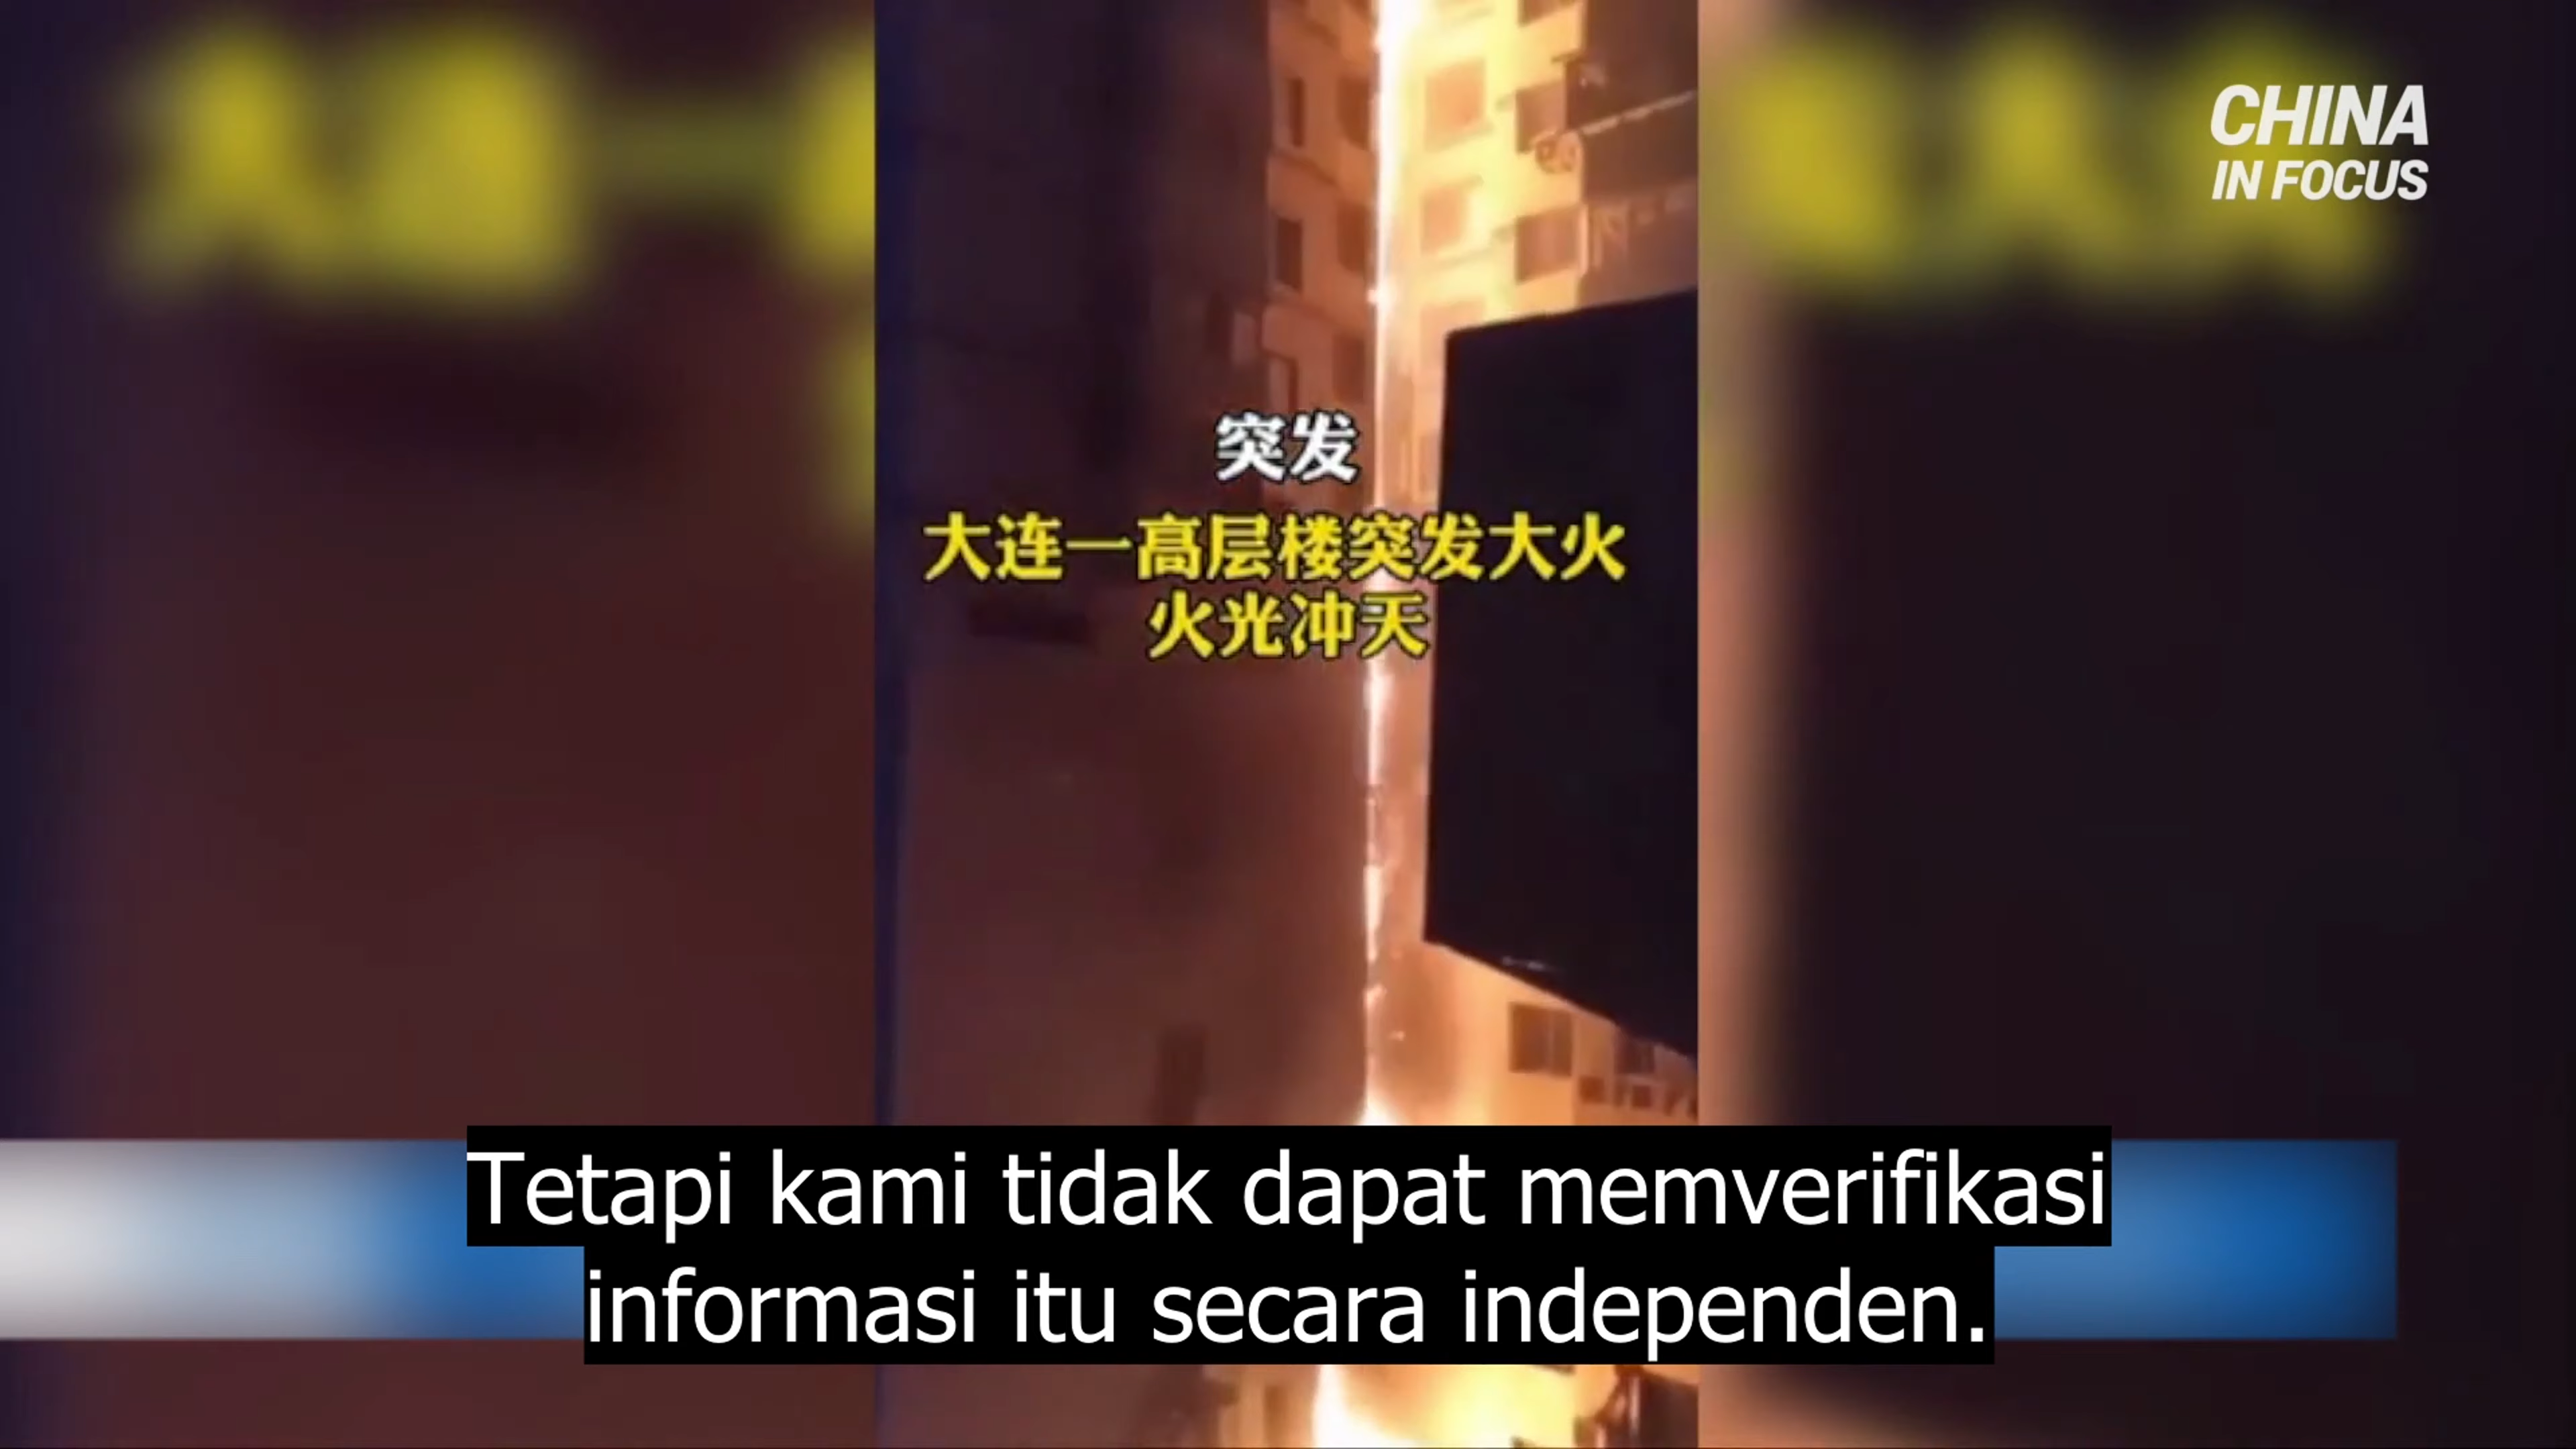 CHINA
IN FOCUS
突发
大连一高层楼突发大火
火光冲天
Tetapi kami tidak dapat memverifikasi
informasi itu secara independen.